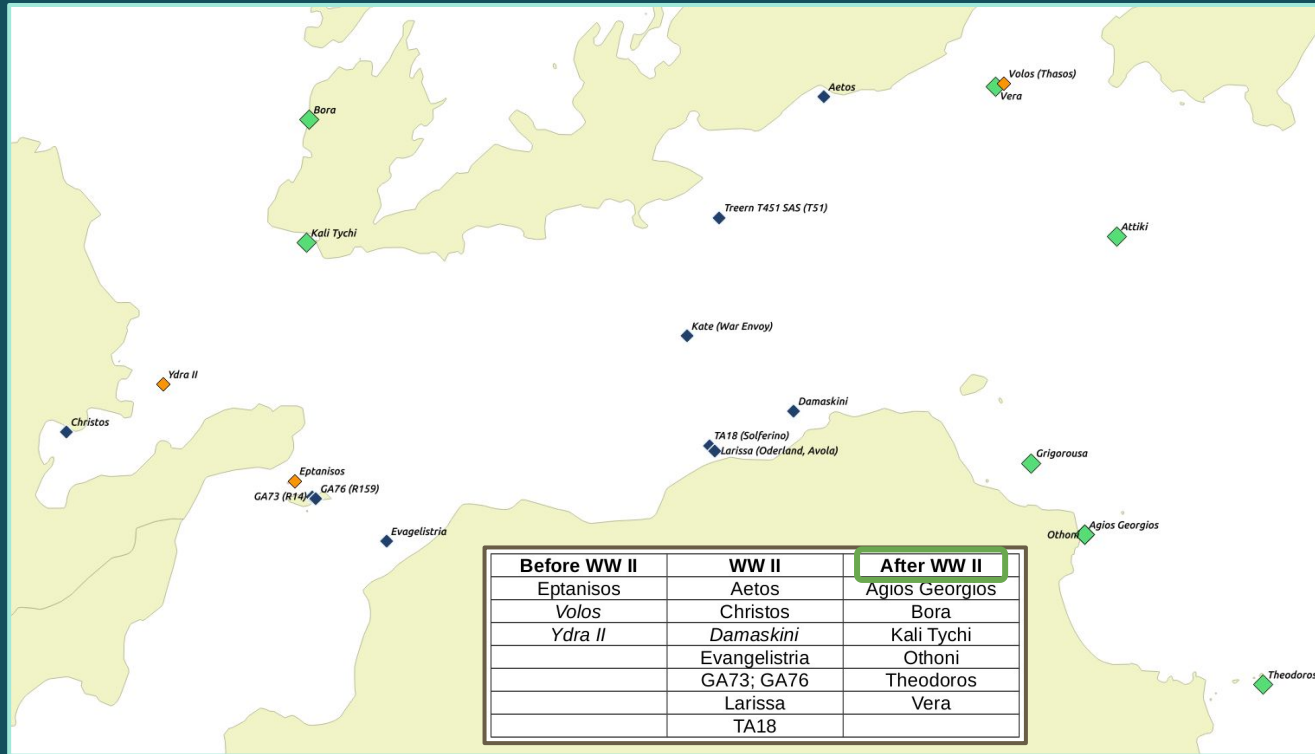 Volos (Thasos)
Vera
Aetos
Bora
Treern T451 SAS (T51)
Attiki
Kali Tychi
Kate (War Envoy)
Ydra II
Damaskini
Christos
TA18 (Solferino)
Larissa (Oderland, Avola)
Grigorousa
Eptanisos
GA76 (R159)
GA73 (R14)
Agios Georgios
Othoni
Evagelistria
Theodoros
Before WW II WW II After WW II
Eptanisos Aetos Agios Georgios
Volos Christos Bora
Ydra II Damaskini Kali Tychi
Evangelistria Othoni
GA73; GA76 Theodoros
Larissa Vera
TA18